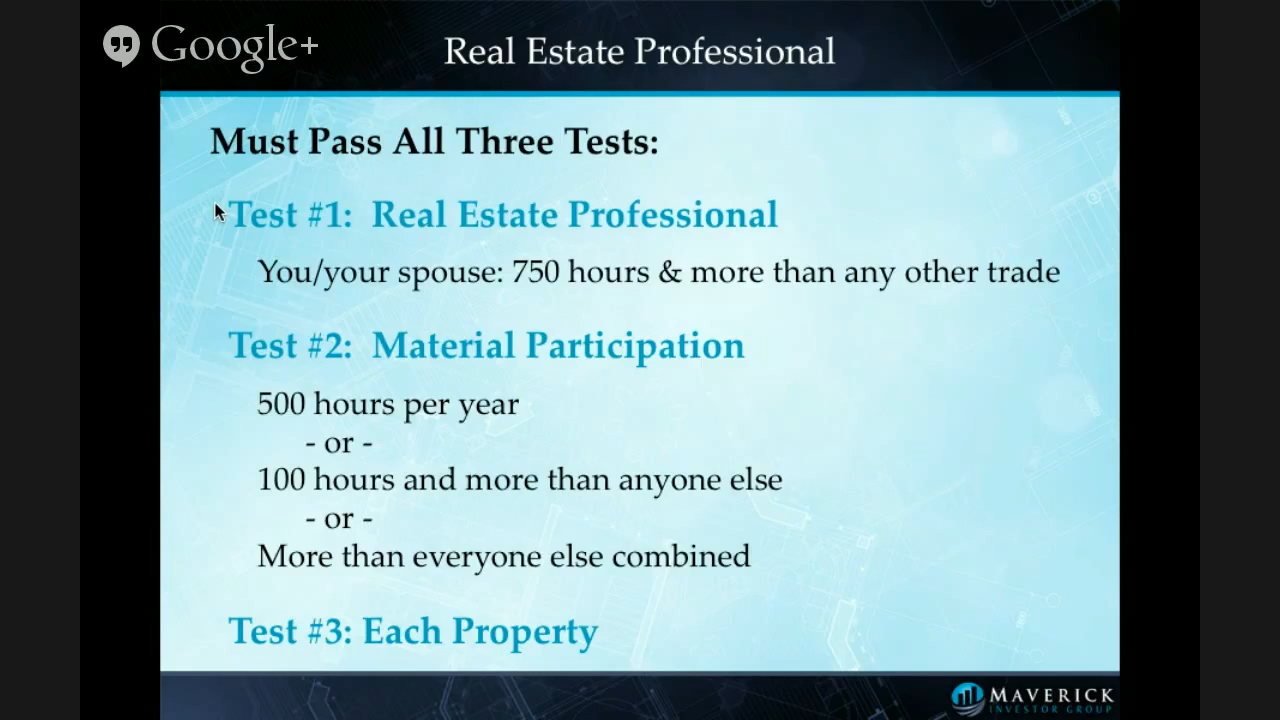 Google+
Real Estate Professional
Must Pass All Three Tests:
Test #1: Real Estate Professional
You/your spouse: 750 hours & more than any other trade
Test #2: Material Participation
500 hours per year
- or -
100 hours and more than anyone else
- or -
More than everyone else combined
Test #3: Each Property
MAVERICK
INVESTOR GROUP